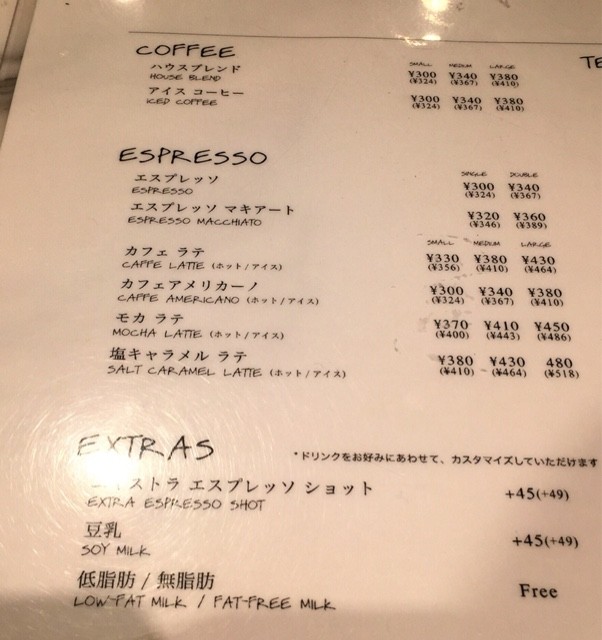 COFFEE
TE
SMALL MEDIUM LARGE
ハウスブレンド ¥300 ¥340 ¥380
HOUSE BLEND (¥324) (¥367) (¥410)
アイス コーヒー ¥300 ¥340 ¥380
ICED COFFEE (¥324) (¥367) (¥410)
ESPRESSO
SINGLE DOUBLE
エスプレッソ ¥300 ¥340
ESPRESSO (¥324) (¥367)
エスプレッソ マキアート ¥320 ¥360
ESPRESSO MACCHIATO (¥346) (¥389)
SMALL MEDIUM LARGE
カフェ ラテ ¥330 ¥380 ¥430
CAFFE LATTE (ホット/アイス) (¥356) (¥410) (¥464)
カフェアメリカーノ ¥300 ¥340 ¥380
CAFFE AMERICANO (ホット/アイス) (¥324) (¥367) (¥410)
モカ ラテ ¥370 ¥410 ¥450
MOCHA LATTE (ホット/アイス) (¥400) (¥443) (¥486)
塩キャラメル ラテ ¥380 ¥430 480
SALT CARAMEL LATTE (ホット/アイス) (¥410) (¥464) (¥518)
EXTRAS
*ドリンクをお好みにあわせて、カスタマイズしていただけます
エキストラ エスプレッソ ショット +45(+49)
EXTRA ESPRESSO SHOT
豆乳 +45(+49)
SOY MILK
低脂肪 / 無脂肪 Free
LOW-FAT MILK / FAT-FREE MILK